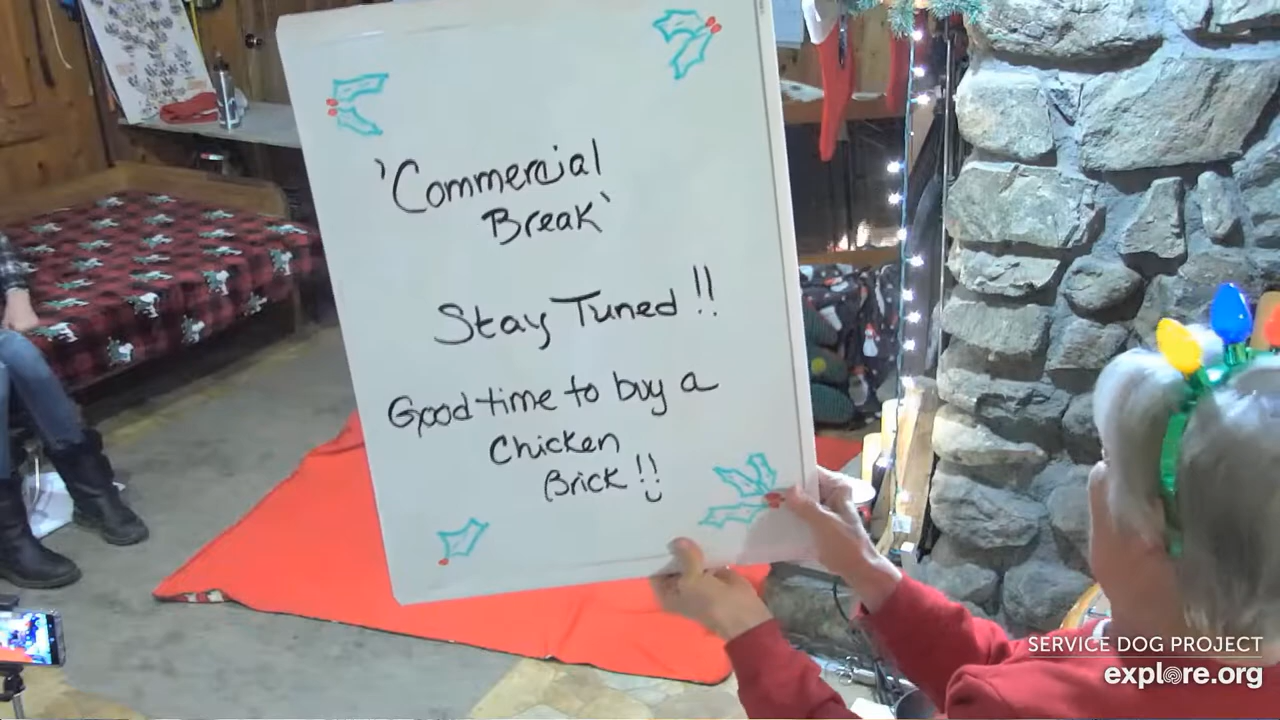 'Commercial
Break'
Stay Tuned!!
Good time to buy a
Chicken
Brick!!
SERVICE DOG PROJECT
explore.org